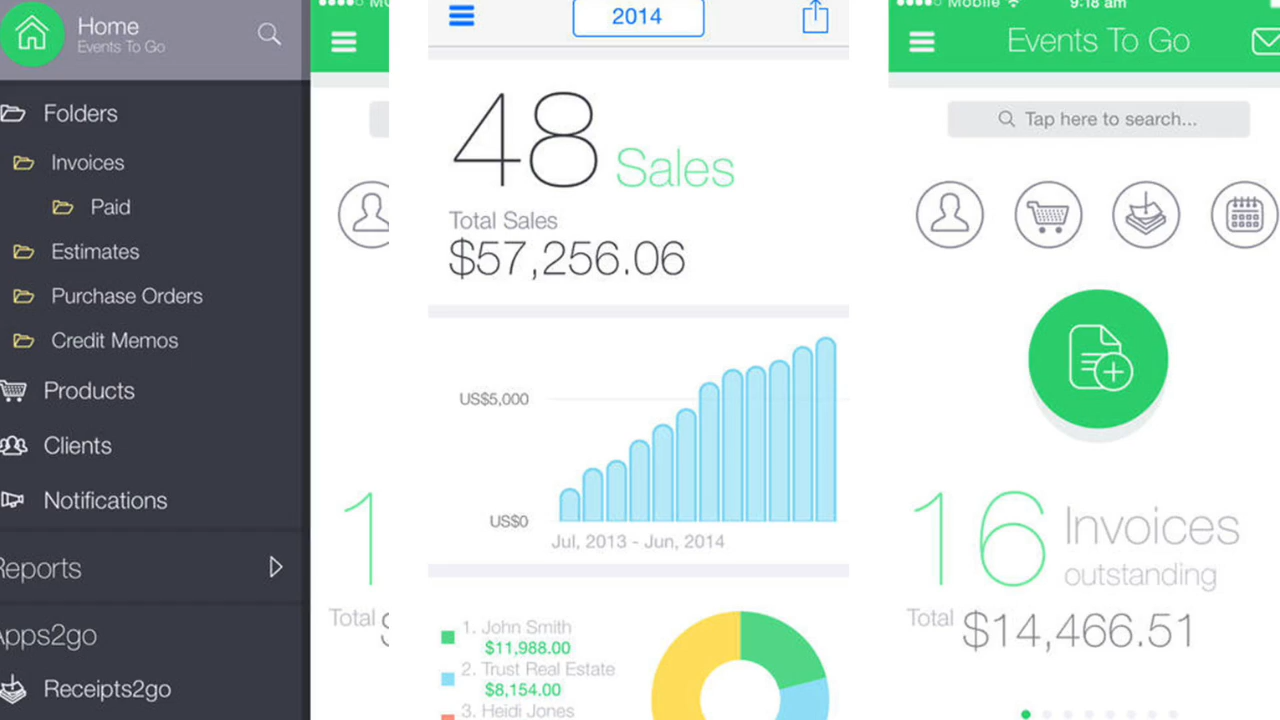 Home
Events To Go
Folders
Invoices
Paid
Estimates
Purchase Orders
Credit Memos
Products
Clients
Notifications
Reports
Apps2go
Receipts2go
1
Total
2014
48 Sales
Total Sales
$57,256.06
US$5,000
US$0
Jul, 2013 - Jun, 2014
1. John Smith
$11,988.00
2. Trust Real Estate
$8,154.00
3. Heidi Jones
Mobile
9:18 am
Events To Go
Tap here to search...
16 Invoices
outstanding
Total $14,466.51